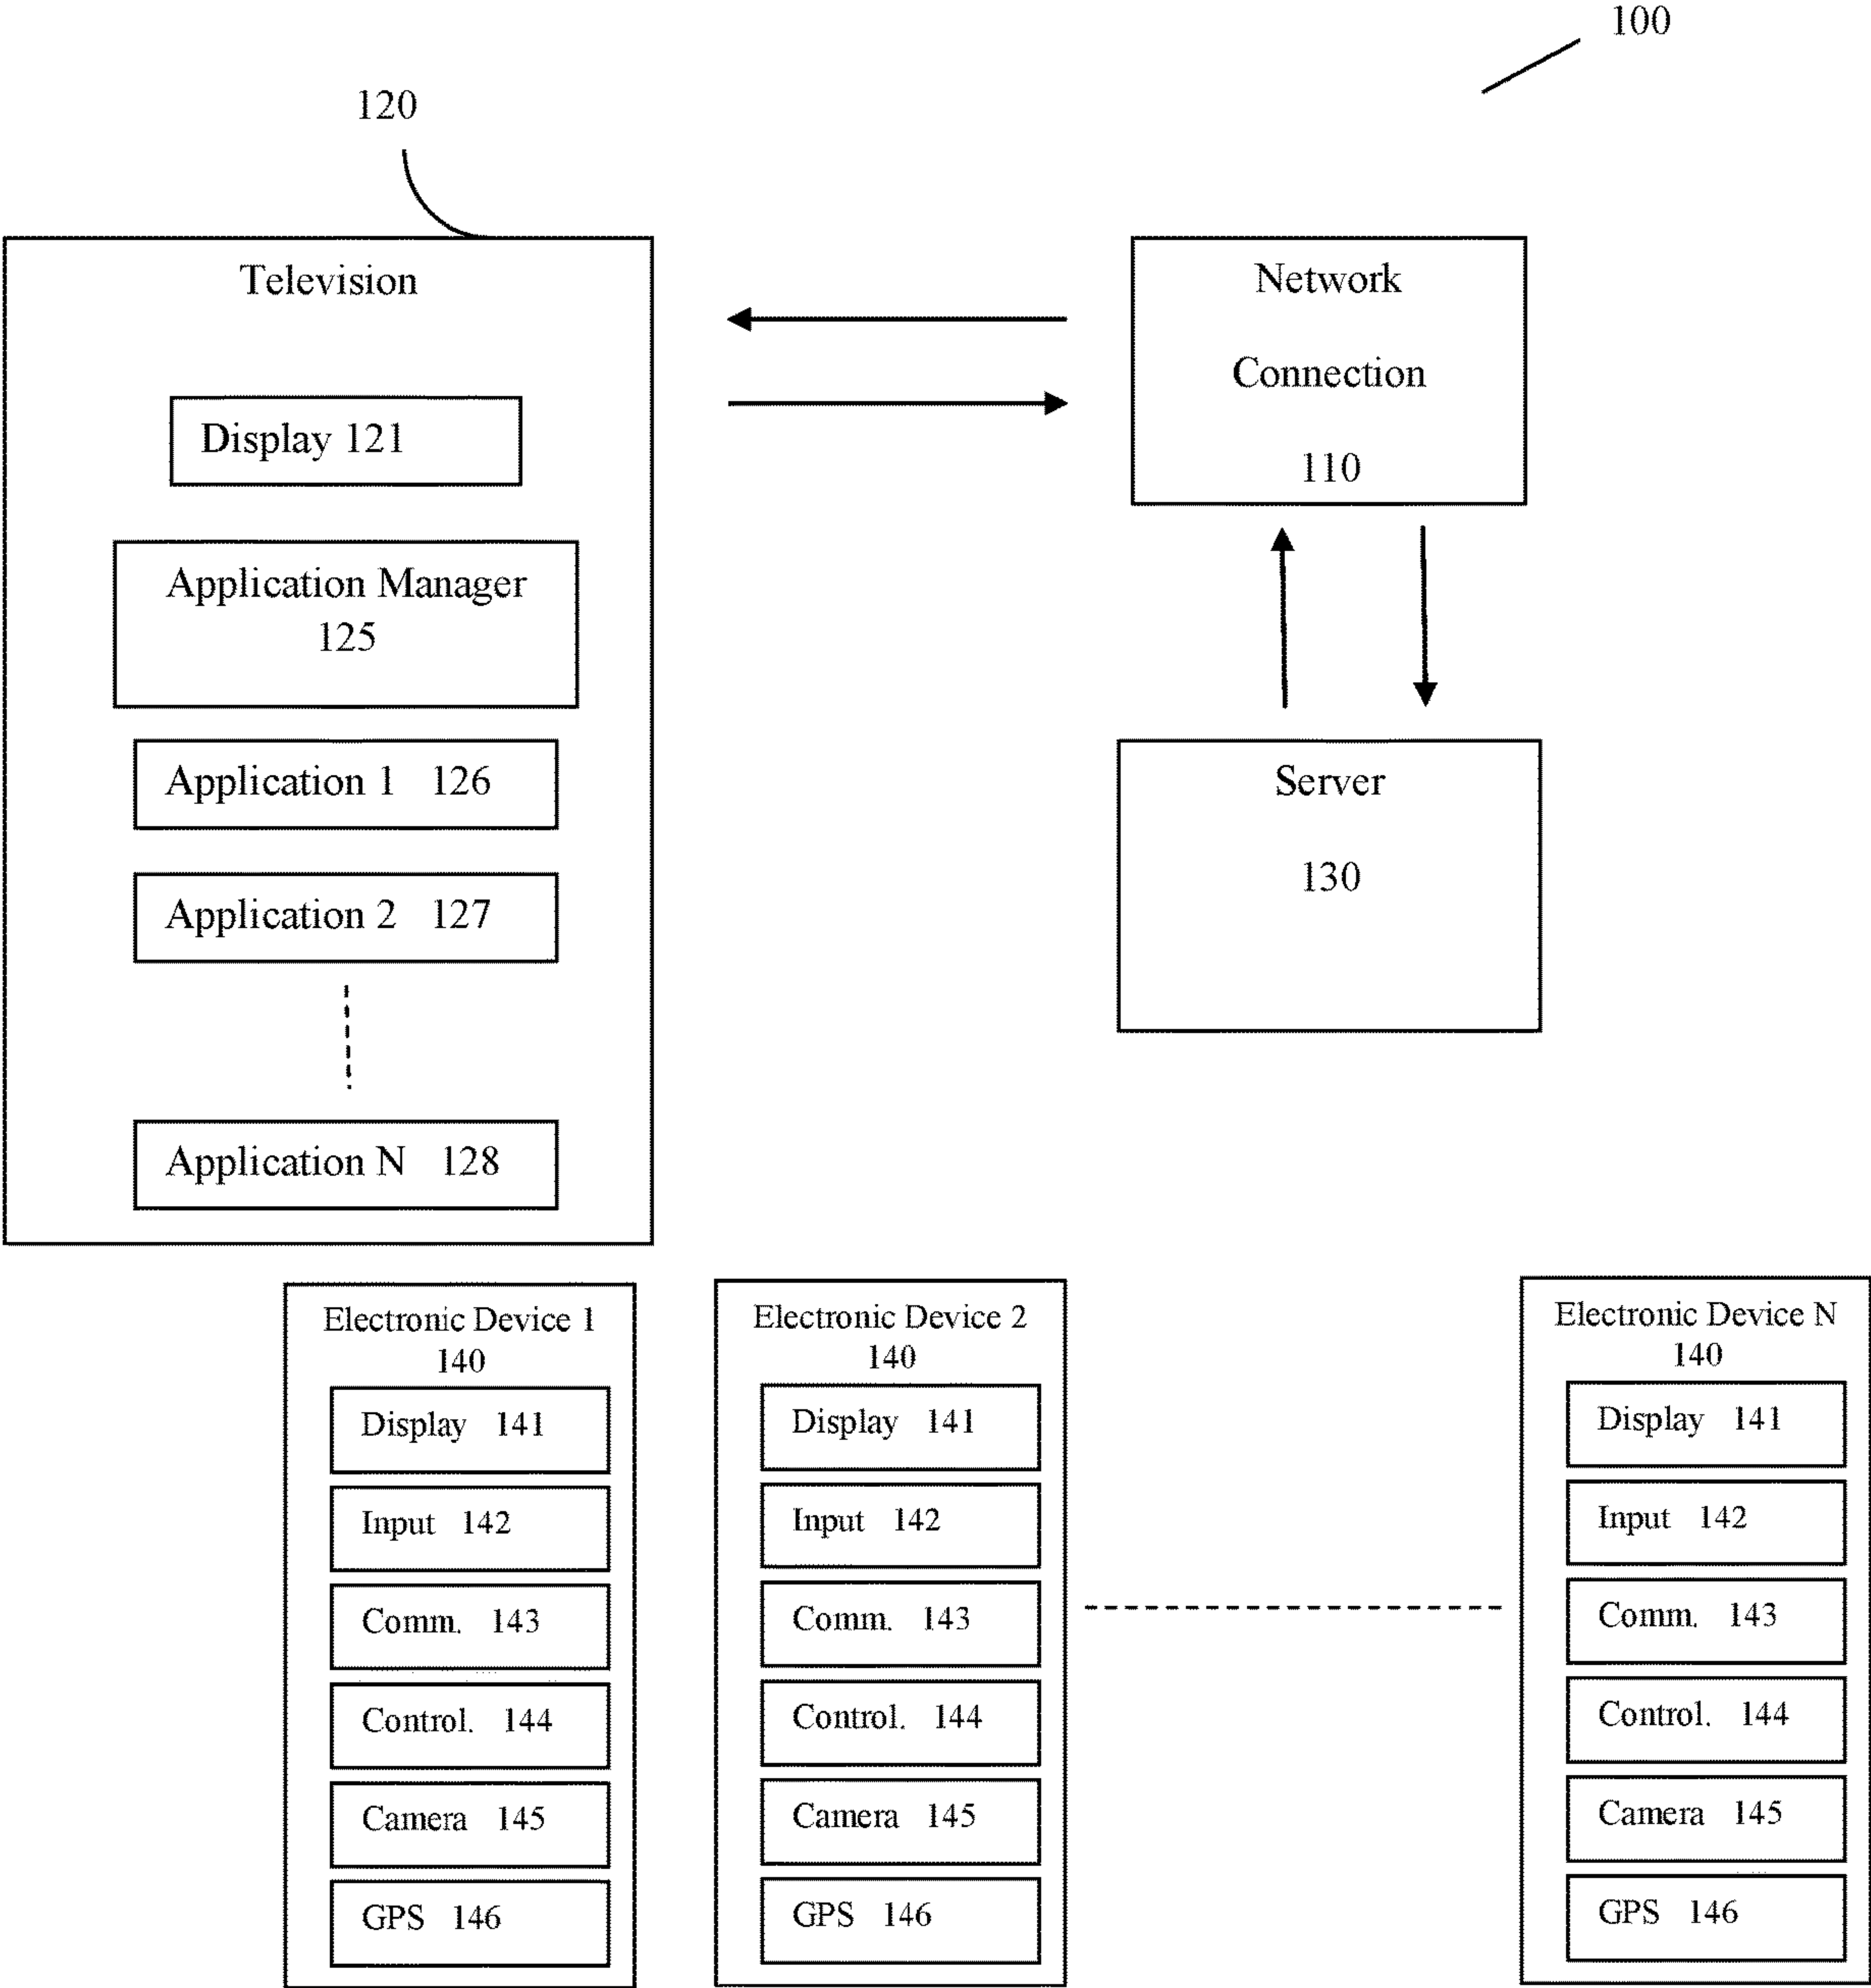 100
120
Television
Display 121
Application Manager
125
Application 1 126
Application 2 127
Application N 128
Network
Connection
110
Server
130
Electronic Device 1
140
Display 141
Input 142
Comm. 143
Control. 144
Camera 145
GPS 146
Electronic Device 2
140
Display 141
Input 142
Comm. 143
Control. 144
Camera 145
GPS 146
Electronic Device N
140
Display 141
Input 142
Comm. 143
Control. 144
Camera 145
GPS 146